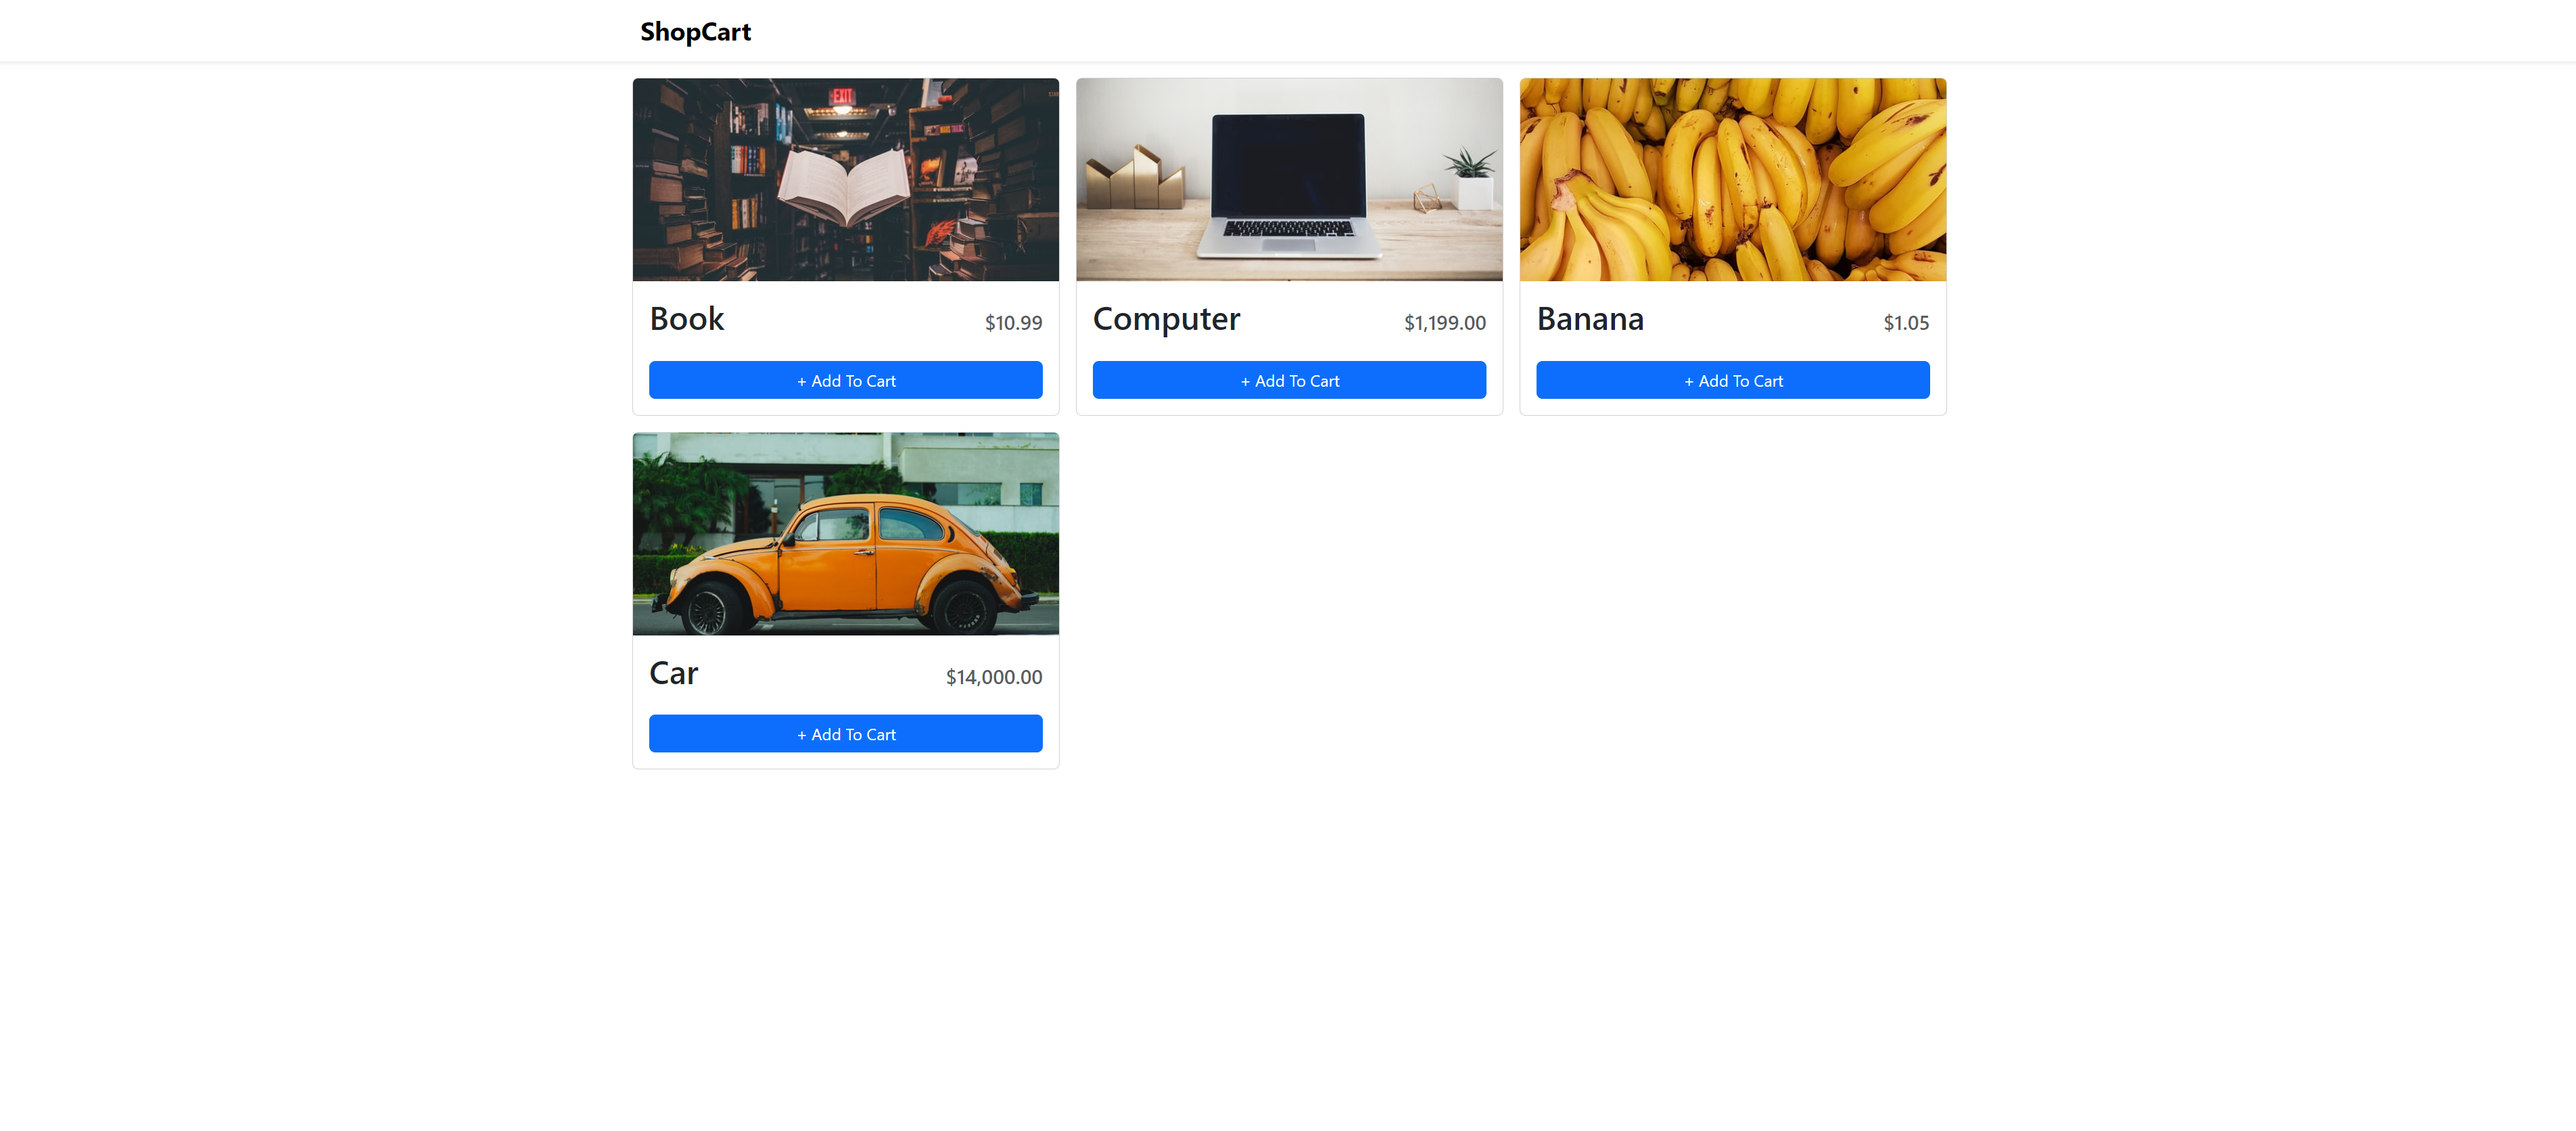 ShopCart
EXIT
Book $10.99
+ Add To Cart
Computer $1,199.00
+ Add To Cart
Banana $1.05
+ Add To Cart
Car $14,000.00
+ Add To Cart